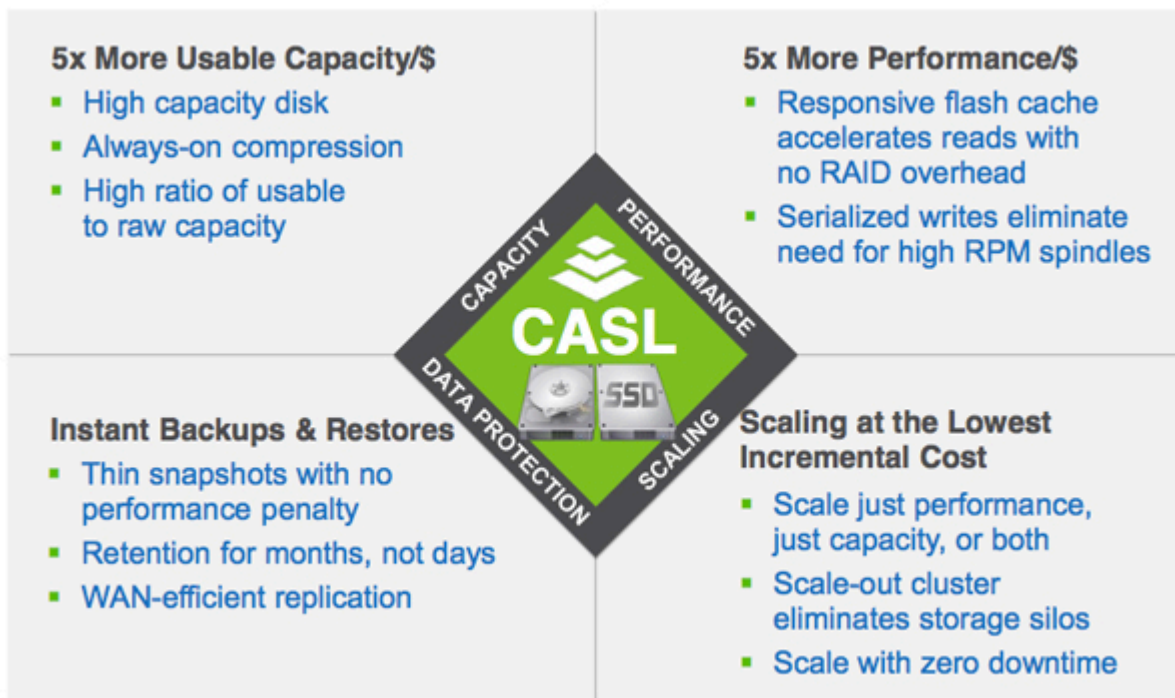 5x More Usable Capacity/$
High capacity disk
Always-on compression
High ratio of usable
to raw capacity
5x More Performance/$
Responsive flash cache
accelerates reads with
no RAID overhead
Serialized writes eliminate
need for high RPM spindles
CAPACITY
PERFORMANCE
CASL
SSD
DATA PROTECTION
SCALING
Instant Backups & Restores
Thin snapshots with no
performance penalty
Retention for months, not days
WAN-efficient replication
Scaling at the Lowest
Incremental Cost
Scale just performance,
just capacity, or both
Scale-out cluster
eliminates storage silos
Scale with zero downtime